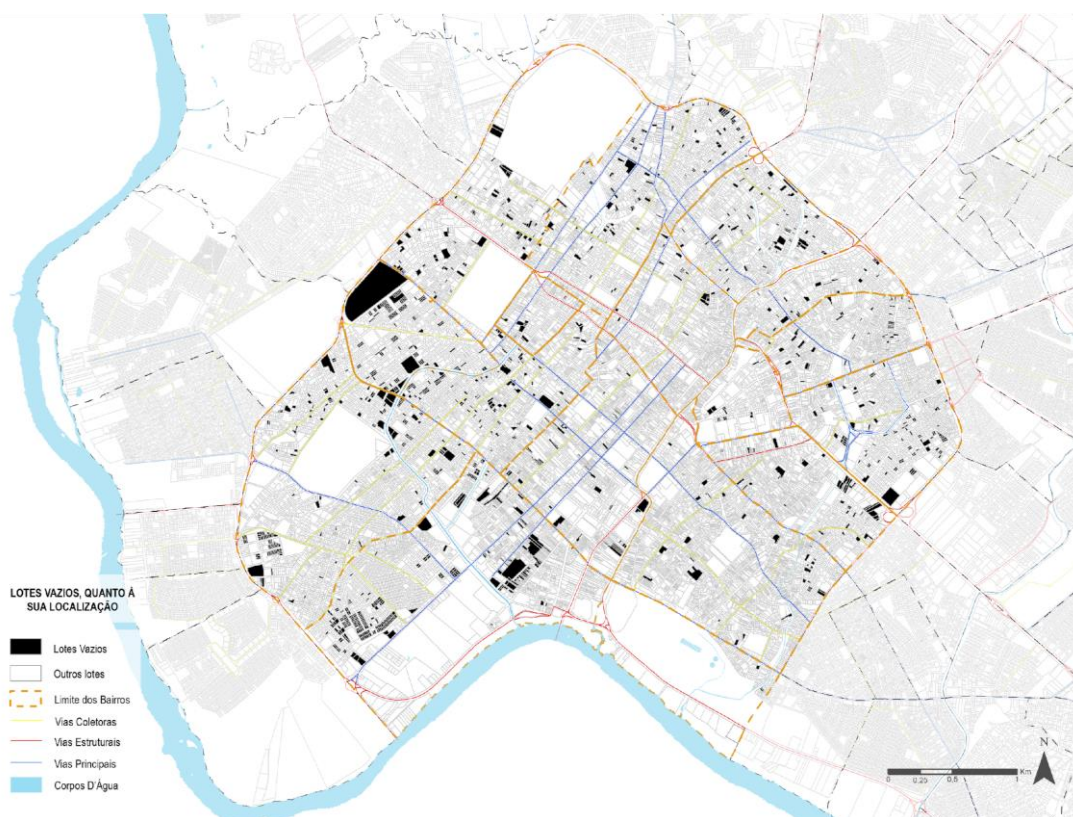 LOTES VAZIOS, QUANTO À
SUA LOCALIZAÇÃO
Lotes Vazios
Outros lotes
Limite dos Bairros
Vias Coletoras
Vias Estruturais
Vias Principais
Corpos D'Água
N
0 0,25 0,5 1 Km